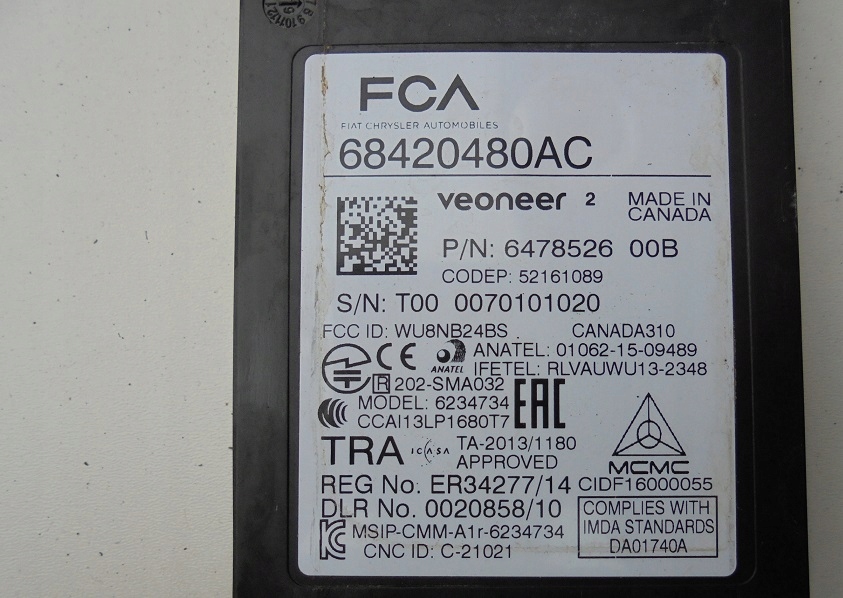 FCA
FIAT CHRYSLER AUTOMOBILES
68420480AC
veoneer 2 MADE IN CANADA
P/N: 6478526 00B
CODEP: 52161089
S/N: T00 0070101020
FCC ID: WU8NB24BS CANADA310
CE ANATEL ANATEL: 01062-15-09489
IFETEL: RLVAUWU13-2348
R 202-SMA032
MODEL: 6234734 EAC
CCAI13LP1680T7
TRA ICASA TA-2013/1180
APPROVED
MCMC
REG No: ER34277/14 CIDF16000055
DLR No. 0020858/10
COMPLIES WITH
IMDA STANDARDS
DA01740A
MSIP-CMM-A1r-6234734
CNC ID: C-21021